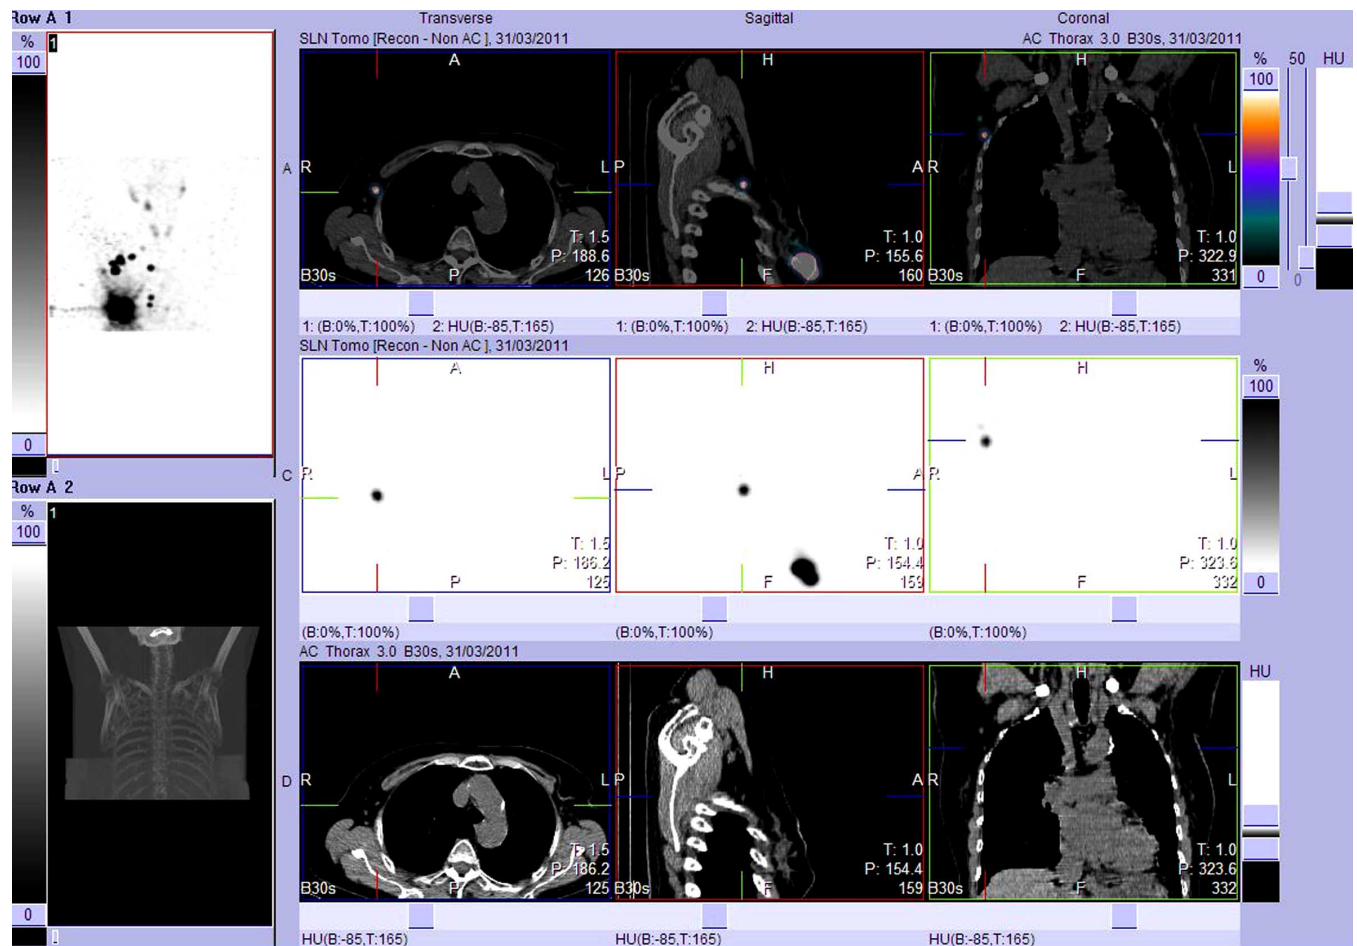 Row A 1
Transverse Sagittal Coronal
SLN Tomo [Recon - Non AC ], 31/03/2011 AC Thorax 3.0 B30s, 31/03/2011
% 1
100
0
A R L T: 1.5
P: 188.6
B30s P 126
H P A T: 1.0
P: 155.6
B30s F 160
H R L T: 1.0
P: 322.9
B30s F 331
% 50 HU
100
0 0
A
1: (B:0%,T:100%) 2: HU(B:-85,T:165) 1: (B:0%,T:100%) 2: HU(B:-85,T:165) 1: (B:0%,T:100%) 2: HU(B:-85,T:165)
SLN Tomo [Recon - Non AC ], 31/03/2011
A R L T: 1.5
P: 186.2
P 125
H P A T: 1.0
P: 154.4
F 159
H R L T: 1.0
P: 323.6
F 332
%
100
0
C
(B:0%,T:100%) (B:0%,T:100%) (B:0%,T:100%)
Row A 2
% 1
100
0
AC Thorax 3.0 B30s, 31/03/2011
A R L T: 1.5
P: 186.2
B30s P 125
H P A T: 1.0
P: 154.4
B30s F 159
H R L T: 1.0
P: 323.6
B30s F 332
HU
D
HU(B:-85,T:165) HU(B:-85,T:165) HU(B:-85,T:165)